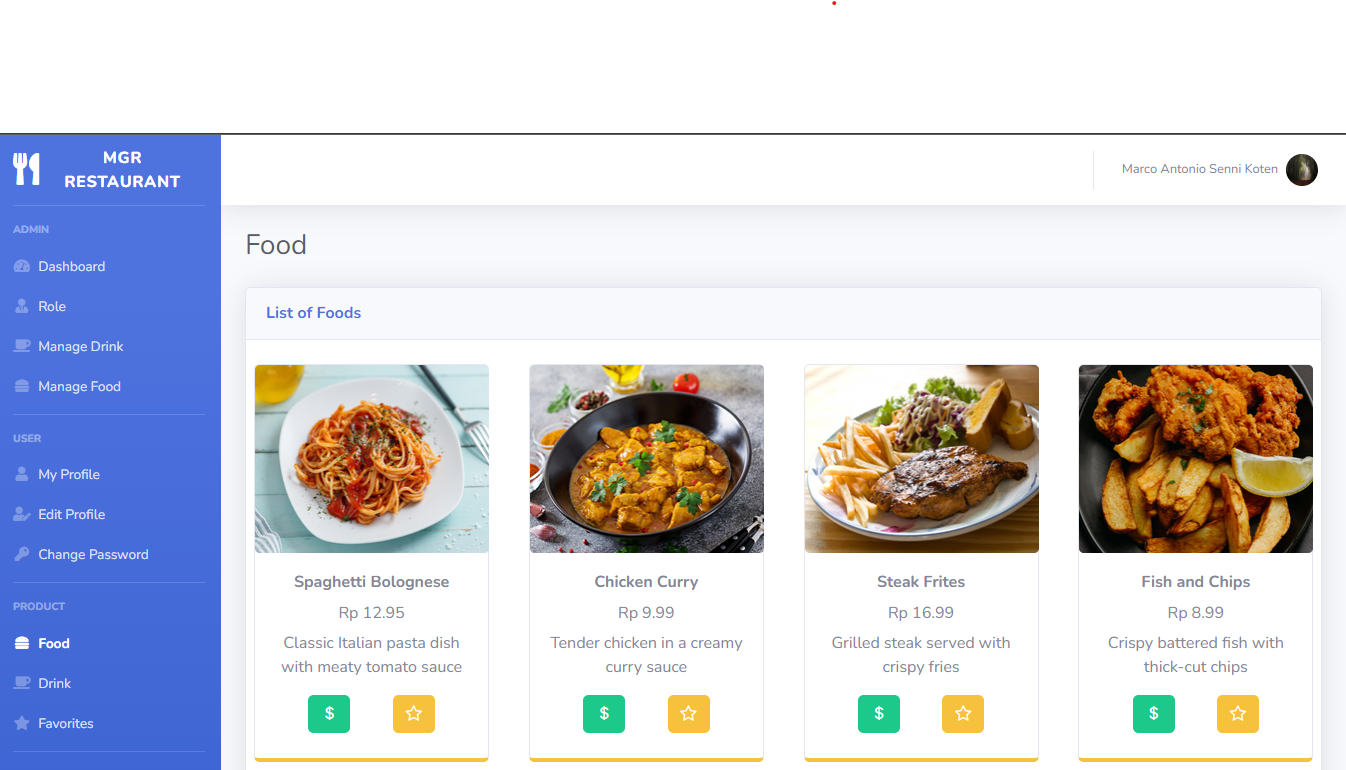 MGR
RESTAURANT
Marco Antonio Senni Koten
ADMIN
Dashboard
Role
Manage Drink
Manage Food
USER
My Profile
Edit Profile
Change Password
PRODUCT
Food
Drink
Favorites
Food
List of Foods
Spaghetti Bolognese
Rp 12.95
Classic Italian pasta dish
with meaty tomato sauce
$
Chicken Curry
Rp 9.99
Tender chicken in a creamy
curry sauce
$
Steak Frites
Rp 16.99
Grilled steak served with
crispy fries
$
Fish and Chips
Rp 8.99
Crispy battered fish with
thick-cut chips
$